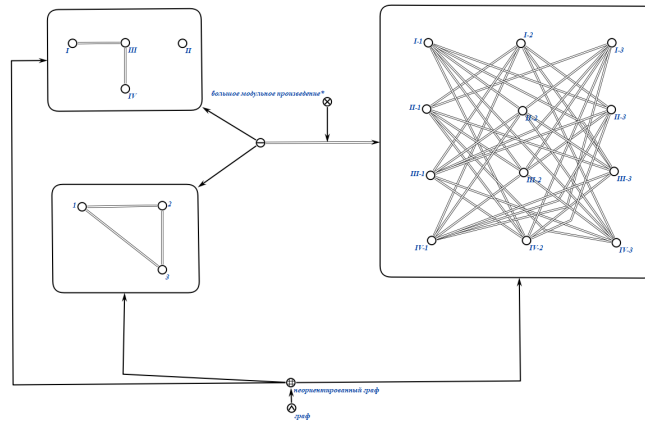 I III II
IV
большое модульное произведение*
1 2
3
I-1 I-2 I-3
II-1 II-2 II-3
III-1 III-2 III-3
IV-1 IV-2 IV-3
неориентированный граф
граф